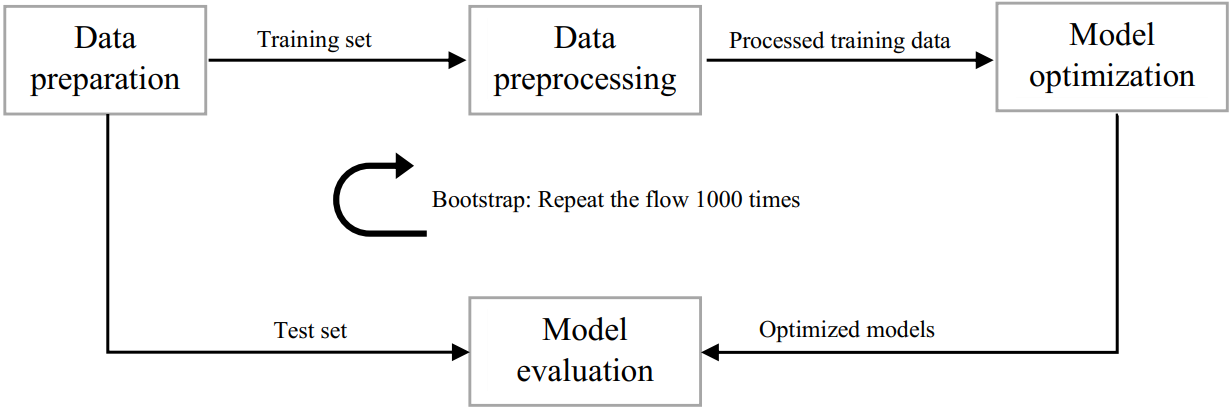 Data
preparation
Training set
Data
preprocessing
Processed training data
Model
optimization
Bootstrap: Repeat the flow 1000 times
Test set
Model
evaluation
Optimized models